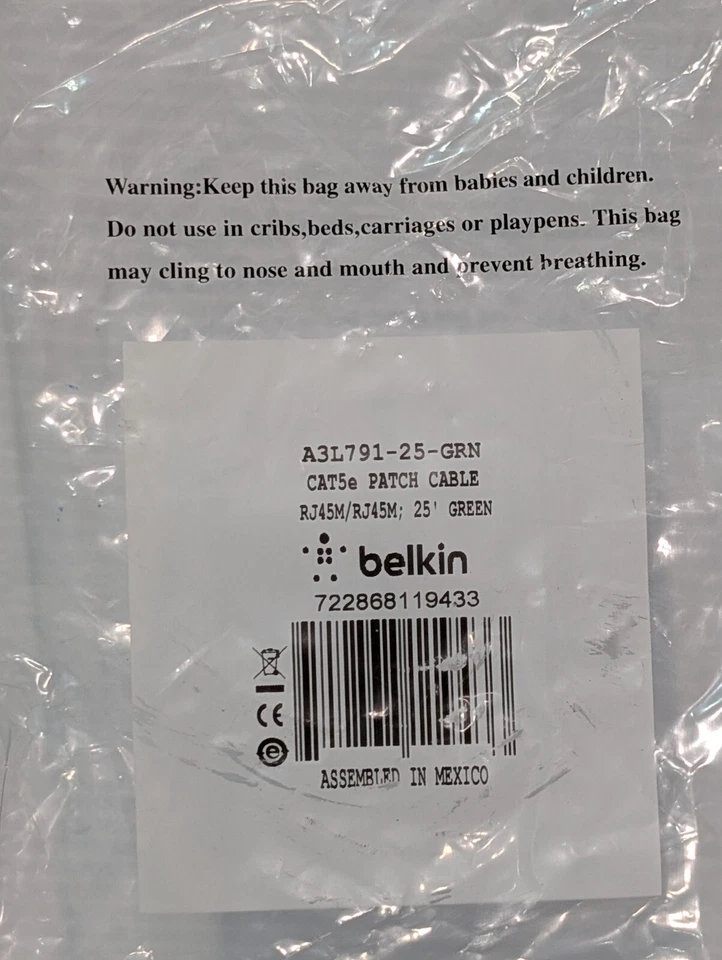 Warning:Keep this bag away from babies and children.
Do not use in cribs,beds,carriages or playpens. This bag
may cling to nose and mouth and prevent breathing.
A3L791-25-GRN
CAT5e PATCH CABLE
RJ45M/RJ45M; 25' GREEN
belkin
722868119433
CE
e
ASSEMBLED IN MEXICO